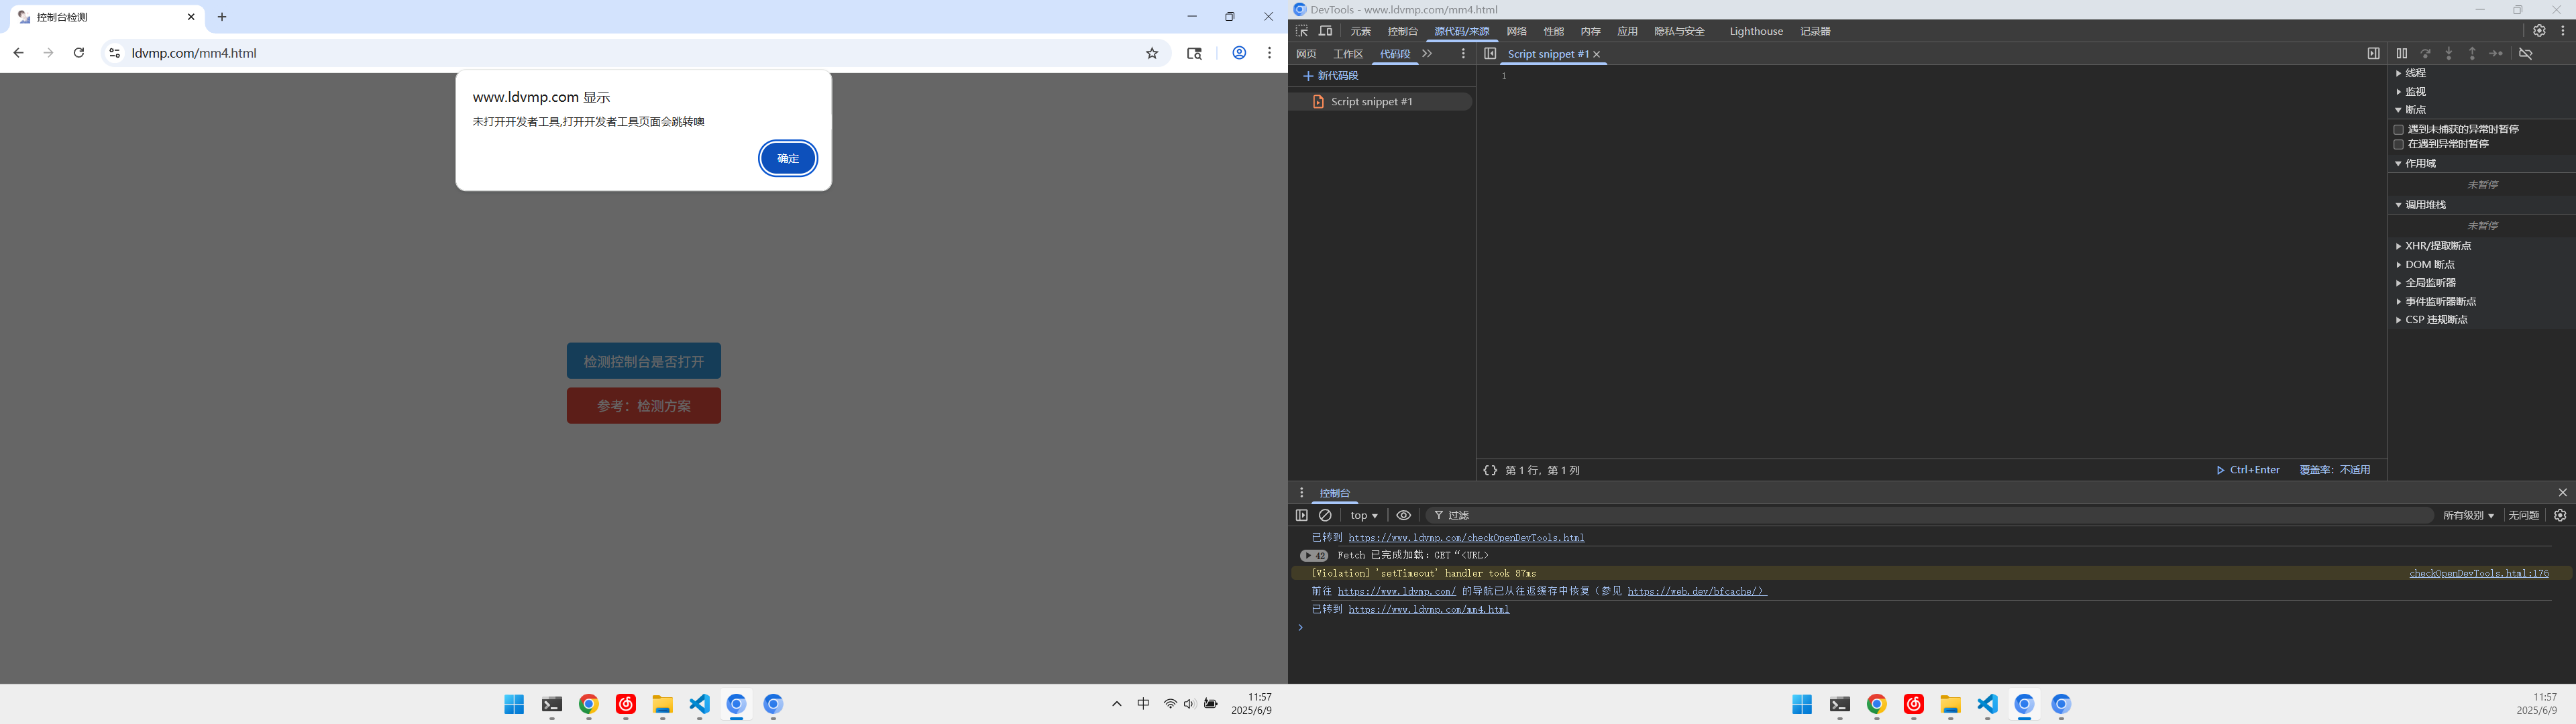 控制台检测
ldvmp.com/mm4.html
www.ldvmp.com 显示
未打开开发者工具,打开开发者工具页面会跳转噢
确定
检测控制台是否打开
参考：检测方案
中
11:57
2025/6/9
DevTools - www.ldvmp.com/mm4.html
元素 控制台 源代码/来源 网络 性能 内存 应用 隐私与安全 Lighthouse 记录器
网页 工作区 代码段 Script snippet #1
新代码段
Script snippet #1
1
第 1 行，第 1 列 Ctrl+Enter 覆盖率：不适用
线程
监视
断点
遇到未捕获的异常时暂停
在遇到异常时暂停
作用域
未暂停
调用堆栈
未暂停
XHR/提取断点
DOM 断点
全局监听器
事件监听器断点
CSP 违规断点
控制台
top 过滤 所有级别 无问题
已转到 https://www.ldvmp.com/checkOpenDevTools.html
42 Fetch 已完成加载：GET “<URL>
[Violation] 'setTimeout' handler took 87ms checkOpenDevTools.html:176
前往 https://www.ldvmp.com/ 的导航已从往返缓存中恢复（参见 https://web.dev/bfcache/）
已转到 https://www.ldvmp.com/mm4.html
11:57
2025/6/9